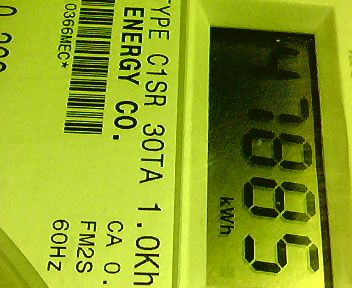 47885
kWh
TYPE C1SR 30TA 1.0Kh
ENERGY CO.
CA 0.
FM2S
60Hz
0366MEC*